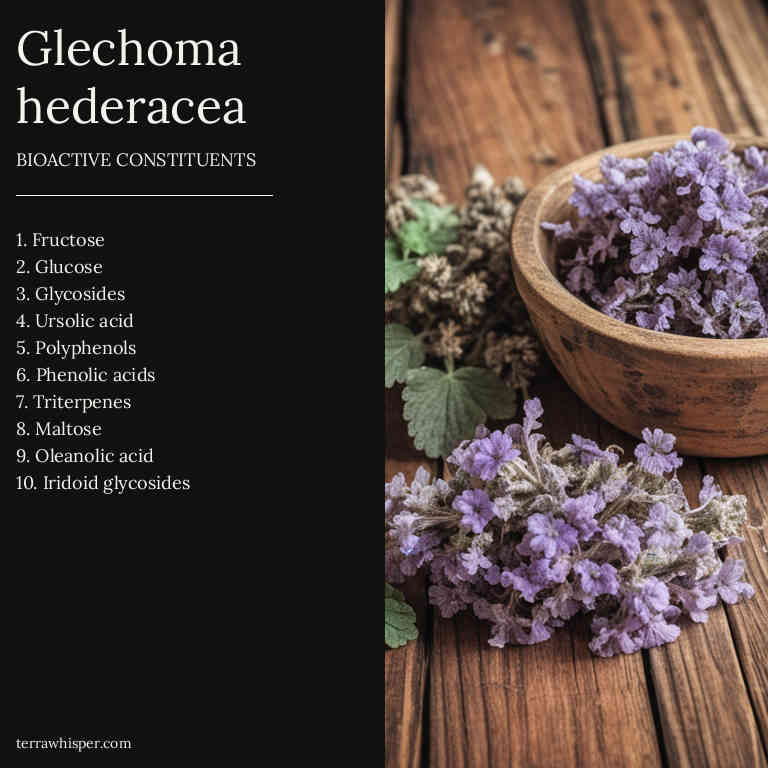 Glechoma
hederacea
BIOACTIVE CONSTITUENTS
1. Fructose
2. Glucose
3. Glycosides
4. Ursolic acid
5. Polyphenols
6. Phenolic acids
7. Triterpenes
8. Maltose
9. Oleanolic acid
10. Iridoid glycosides
terrawhisper.com